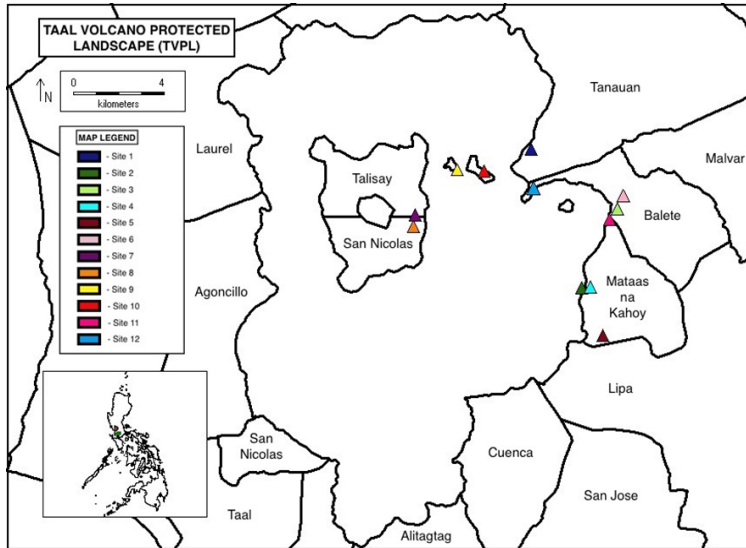 TAAL VOLCANO PROTECTED
LANDSCAPE (TVPL)
N
0 4
kilometers
MAP LEGEND
- Site 1
- Site 2
- Site 3
- Site 4
- Site 5
- Site 6
- Site 7
- Site 8
- Site 9
- Site 10
- Site 11
- Site 12
Tanauan
Laurel
Malvar
Talisay
Balete
San Nicolas
Agoncillo
Mataas
na
Kahoy
Lipa
San
Nicolas
Cuenca
San Jose
Taal
Alitagtag